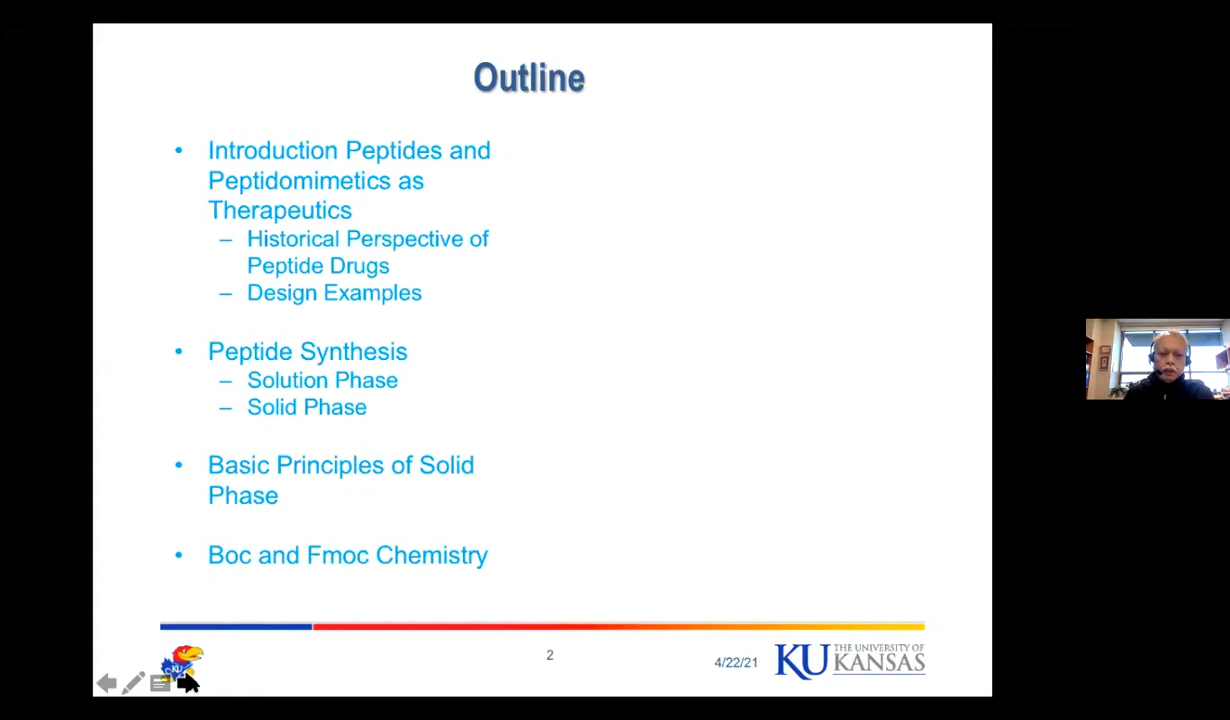 Outline
• Introduction Peptides and
Peptidomimetics as
Therapeutics
– Historical Perspective of
Peptide Drugs
– Design Examples
• Peptide Synthesis
– Solution Phase
– Solid Phase
• Basic Principles of Solid
Phase
• Boc and Fmoc Chemistry
KU
2
4/22/21
KU THE UNIVERSITY OF
KANSAS